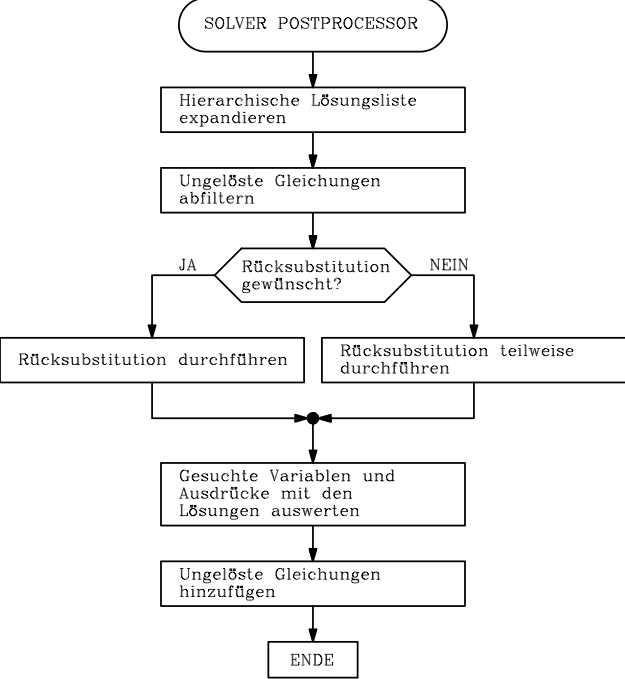 SOLVER POSTPROCESSOR
Hierarchische Lösungsliste
expandieren
Ungelöste Gleichungen
abfiltern
JA
Rücksubstitution
gewünscht?
NEIN
Rücksubstitution durchführen
Rücksubstitution teilweise
durchführen
Gesuchte Variablen und
Ausdrücke mit den
Lösungen auswerten
Ungelöste Gleichungen
hinzufügen
ENDE